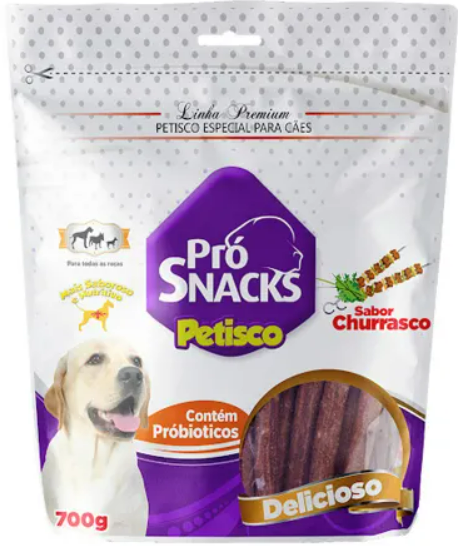 Linha Premium
PETISCO ESPECIAL PARA CÃES
Pró
SNACKS
Petisco
Para todas as raças
Mais Saboroso
e Nutritivo
Sabor
Churrasco
Contém
Próbioticos
Delicioso
700g